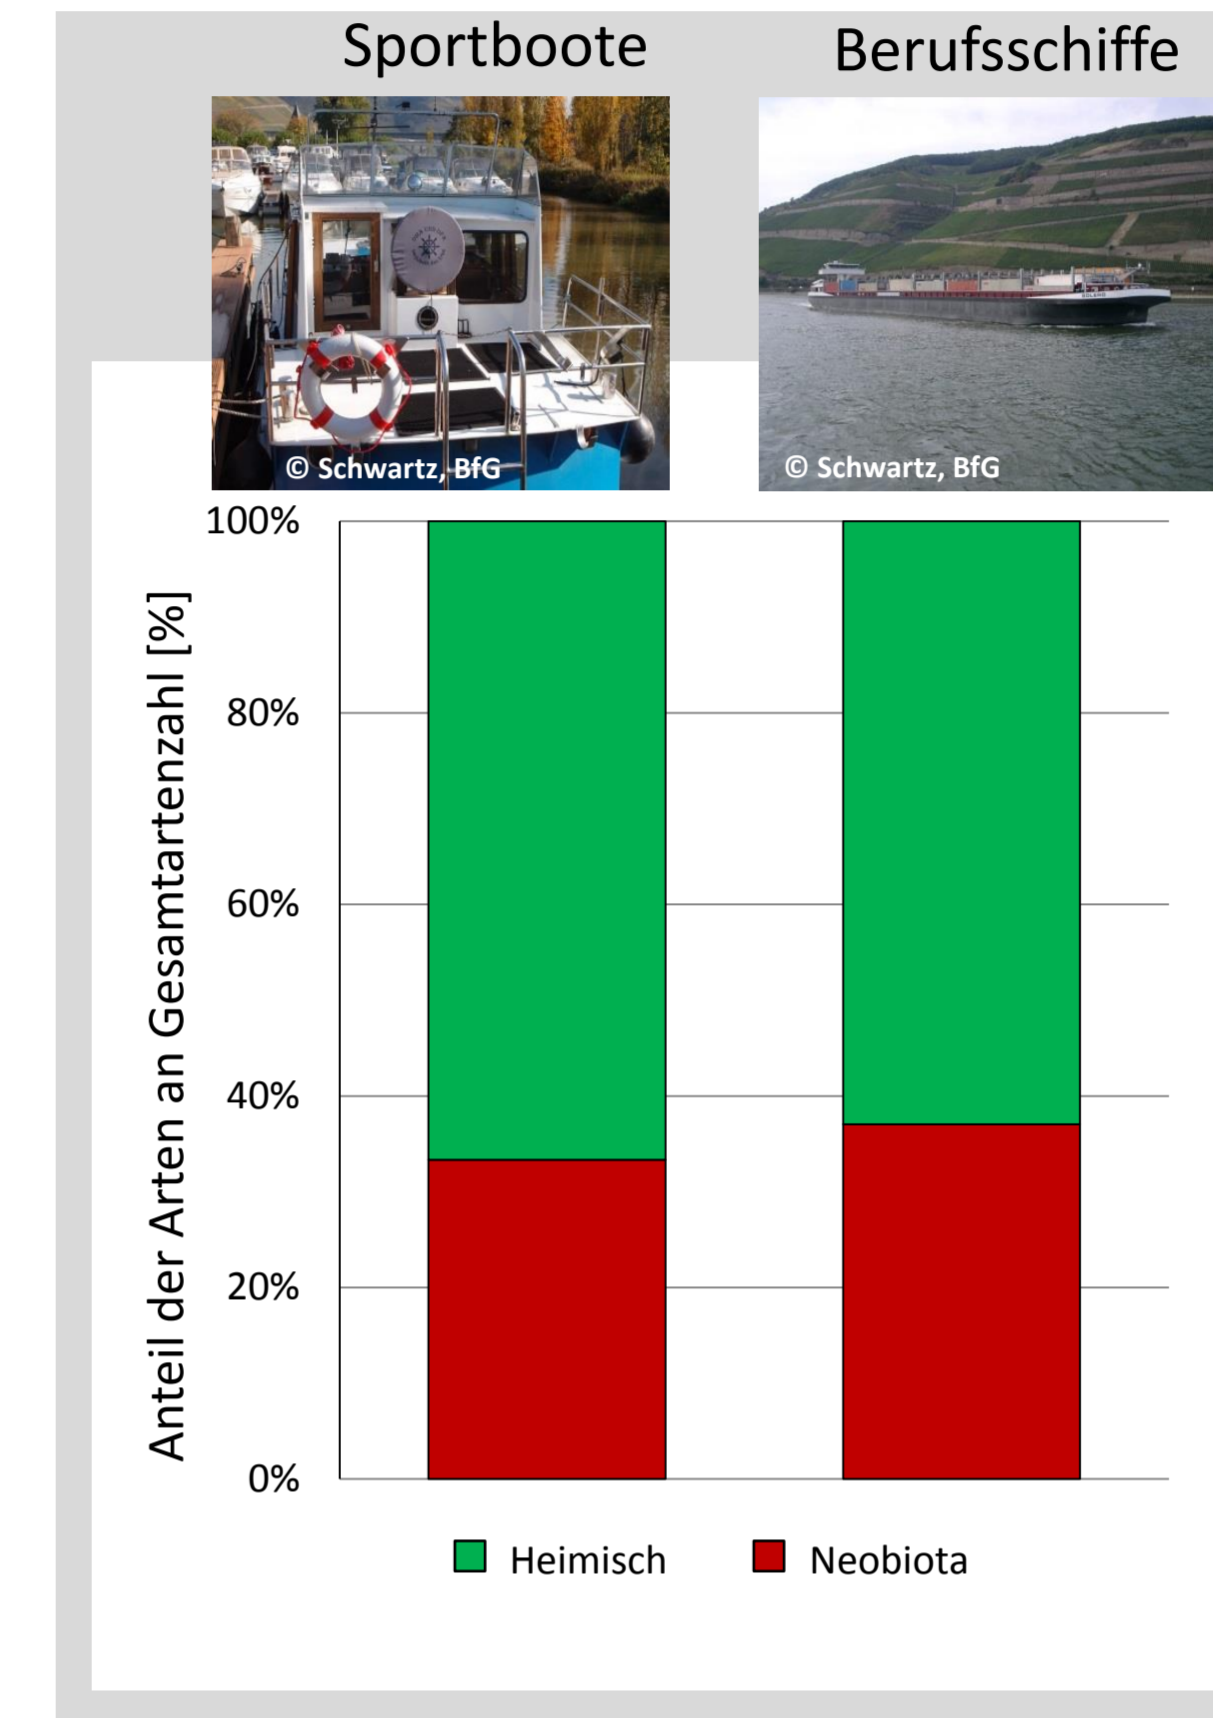 Sportboote
Berufsschiffe
© Schwartz, BfG
© Schwartz, BfG
Anteil der Arten an Gesamtartenzahl [%]
100%
80%
60%
40%
20%
0%
Heimisch
Neobiota